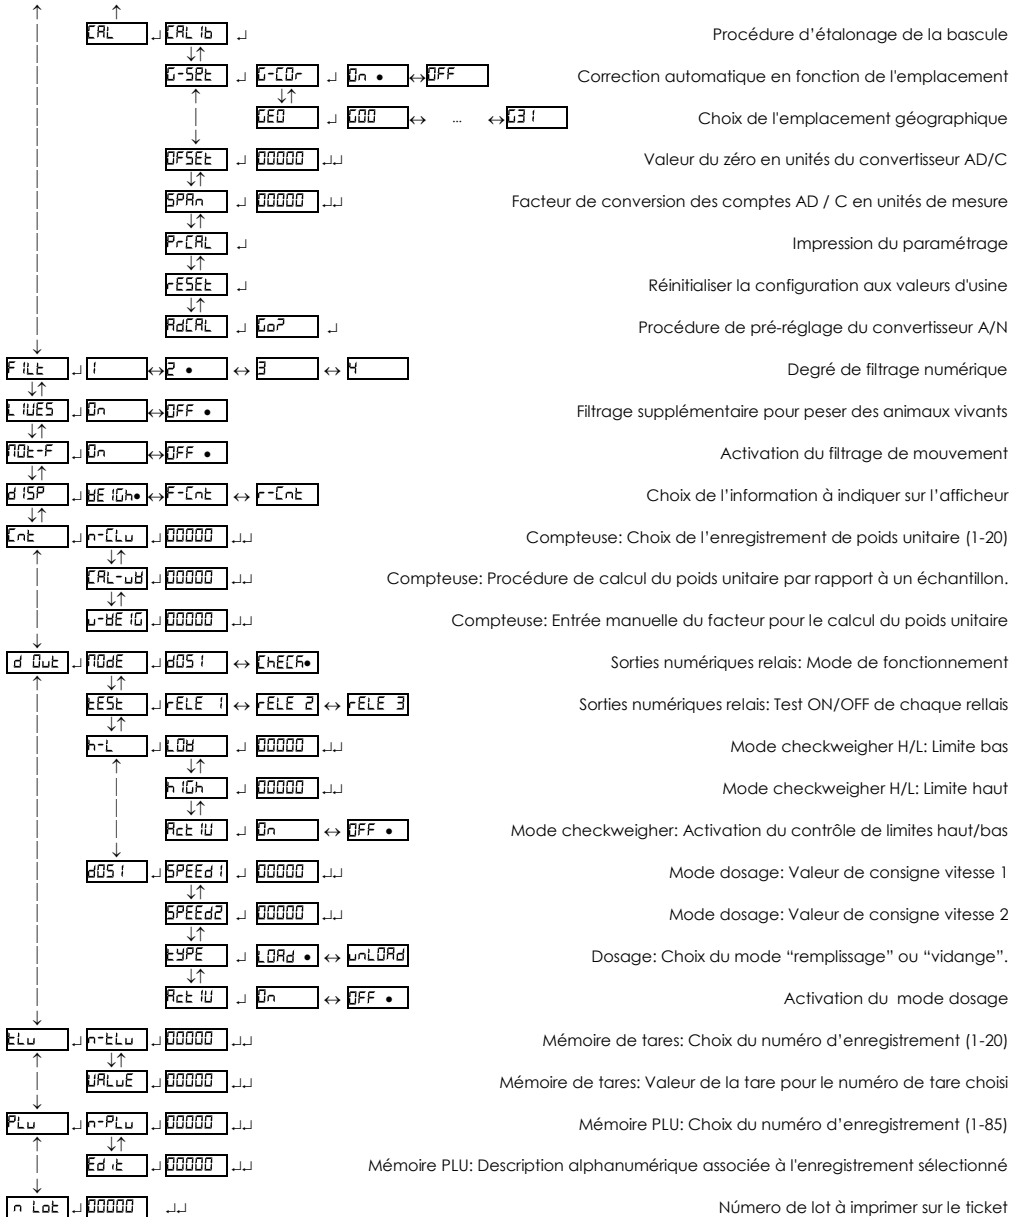 CAL ↵ CAL ib ↵ Procédure d’étalonage de la bascule
G-SEt ↵ G-COr ↵ On • ↔ OFF Correction automatique en fonction de l'emplacement
GEO ↵ G00 ↔ ... ↔ G31 Choix de l'emplacement géographique
OFSEt ↵ 00000 ↵↵ Valeur du zéro en unités du convertisseur AD/C
SPAn ↵ 00000 ↵↵ Facteur de conversion des comptes AD / C en unités de mesure
PrCAL ↵ Impression du paramétrage
rESEt ↵ Réinitialiser la configuration aux valeurs d'usine
AdCAL ↵ Go? ↵ Procédure de pré-réglage du convertisseur A/N
FILt ↵ 1 ↔ 2 • ↔ 3 ↔ 4 Degré de filtrage numérique
LIVES ↵ On ↔ OFF • Filtrage supplémentaire pour peser des animaux vivants
MOt-F ↵ On ↔ OFF • Activation du filtrage de mouvement
dISP ↵ WEIGh• ↔ F-Cnt ↔ r-Cnt Choix de l’information à indiquer sur l’afficheur
Cnt ↵ n-CLu ↵ 00000 ↵↵ Compteuse: Choix de l’enregistrement de poids unitaire (1-20)
CAL-uW ↵ 00000 ↵↵ Compteuse: Procédure de calcul du poids unitaire par rapport à un échantillon.
u-WEIG ↵ 00000 ↵↵ Compteuse: Entrée manuelle du facteur pour le calcul du poids unitaire
d Out ↵ MOdE ↵ dOS1 ↔ ChECK• Sorties numériques relais: Mode de fonctionnement
tESt ↵ rELE 1 ↔ rELE 2 ↔ rELE 3 Sorties numériques relais: Test ON/OFF de chaque rellais
h-L ↵ LOW ↵ 00000 ↵↵ Mode checkweigher H/L: Limite bas
hIGh ↵ 00000 ↵↵ Mode checkweigher H/L: Limite haut
ActIV ↵ On ↔ OFF • Mode checkweigher: Activation du contrôle de limites haut/bas
dOS1 ↵ SPEEd1 ↵ 00000 ↵↵ Mode dosage: Valeur de consigne vitesse 1
SPEEd2 ↵ 00000 ↵↵ Mode dosage: Valeur de consigne vitesse 2
tYPE ↵ LOAd • ↔ unLOAd Dosage: Choix du mode “remplissage” ou “vidange”.
ActIV ↵ On ↔ OFF • Activation du mode dosage
tLu ↵ n-tLu ↵ 00000 ↵↵ Mémoire de tares: Choix du numéro d’enregistrement (1-20)
VALuE ↵ 00000 ↵↵ Mémoire de tares: Valeur de la tare pour le numéro de tare choisi
PLu ↵ n-PLu ↵ 00000 ↵↵ Mémoire PLU: Choix du numéro d’enregistrement (1-85)
Edit ↵ 00000 ↵↵ Mémoire PLU: Description alphanumérique associée à l'enregistrement sélectionné
n Lot ↵ 00000 ↵↵ Número de lot à imprimer sur le ticket